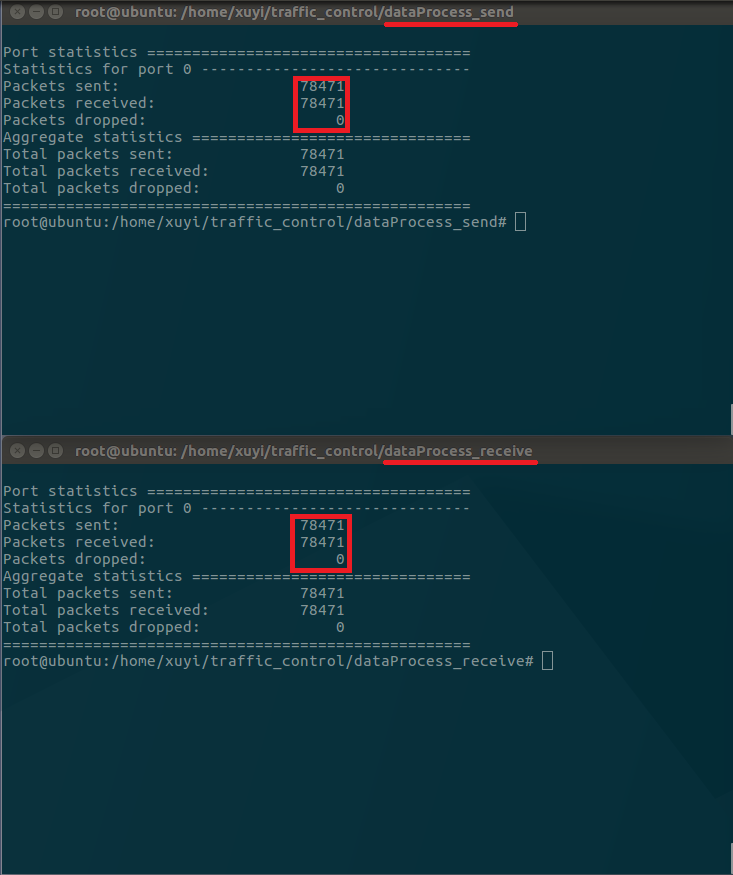 root@ubuntu: /home/xuyi/traffic_control/dataProcess_send
Port statistics ====================================
Statistics for port 0 ------------------------------
Packets sent:                    78471
Packets received:                78471
Packets dropped:                     0
Aggregate statistics ===============================
Total packets sent:              78471
Total packets received:          78471
Total packets dropped:               0
====================================================
root@ubuntu:/home/xuyi/traffic_control/dataProcess_send#
root@ubuntu: /home/xuyi/traffic_control/dataProcess_receive
Port statistics ====================================
Statistics for port 0 ------------------------------
Packets sent:                    78471
Packets received:                78471
Packets dropped:                     0
Aggregate statistics ===============================
Total packets sent:              78471
Total packets received:          78471
Total packets dropped:               0
====================================================
root@ubuntu:/home/xuyi/traffic_control/dataProcess_receive#